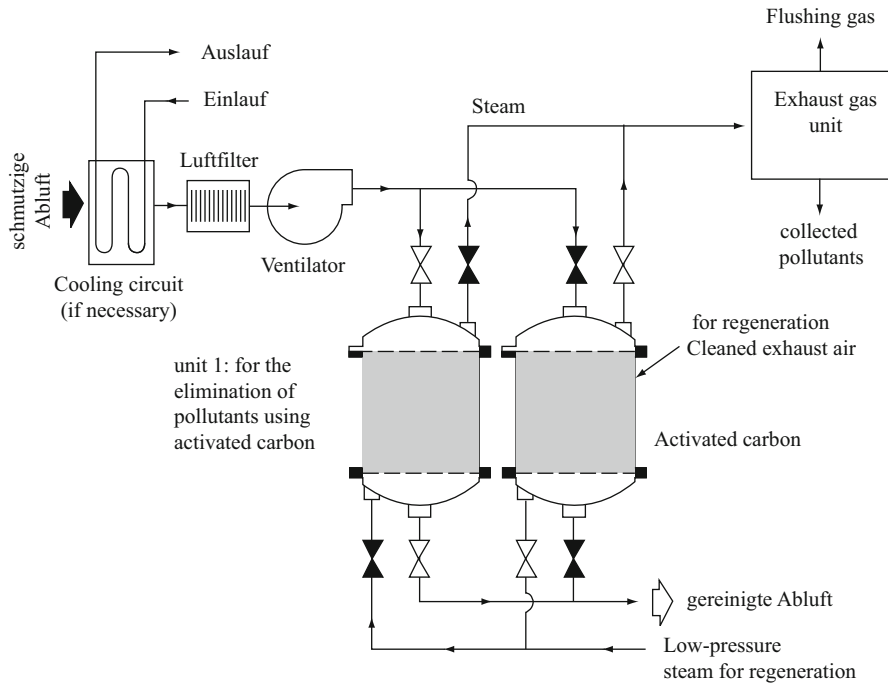 Flushing gas
Auslauf
Einlauf
Steam
Exhaust gas
unit
Luftfilter
schmutzige
Abluft
Ventilator
collected
pollutants
Cooling circuit
(if necessary)
for regeneration
Cleaned exhaust air
unit 1: for the
elimination of
pollutants using
activated carbon
Activated carbon
gereinigte Abluft
Low-pressure
steam for regeneration